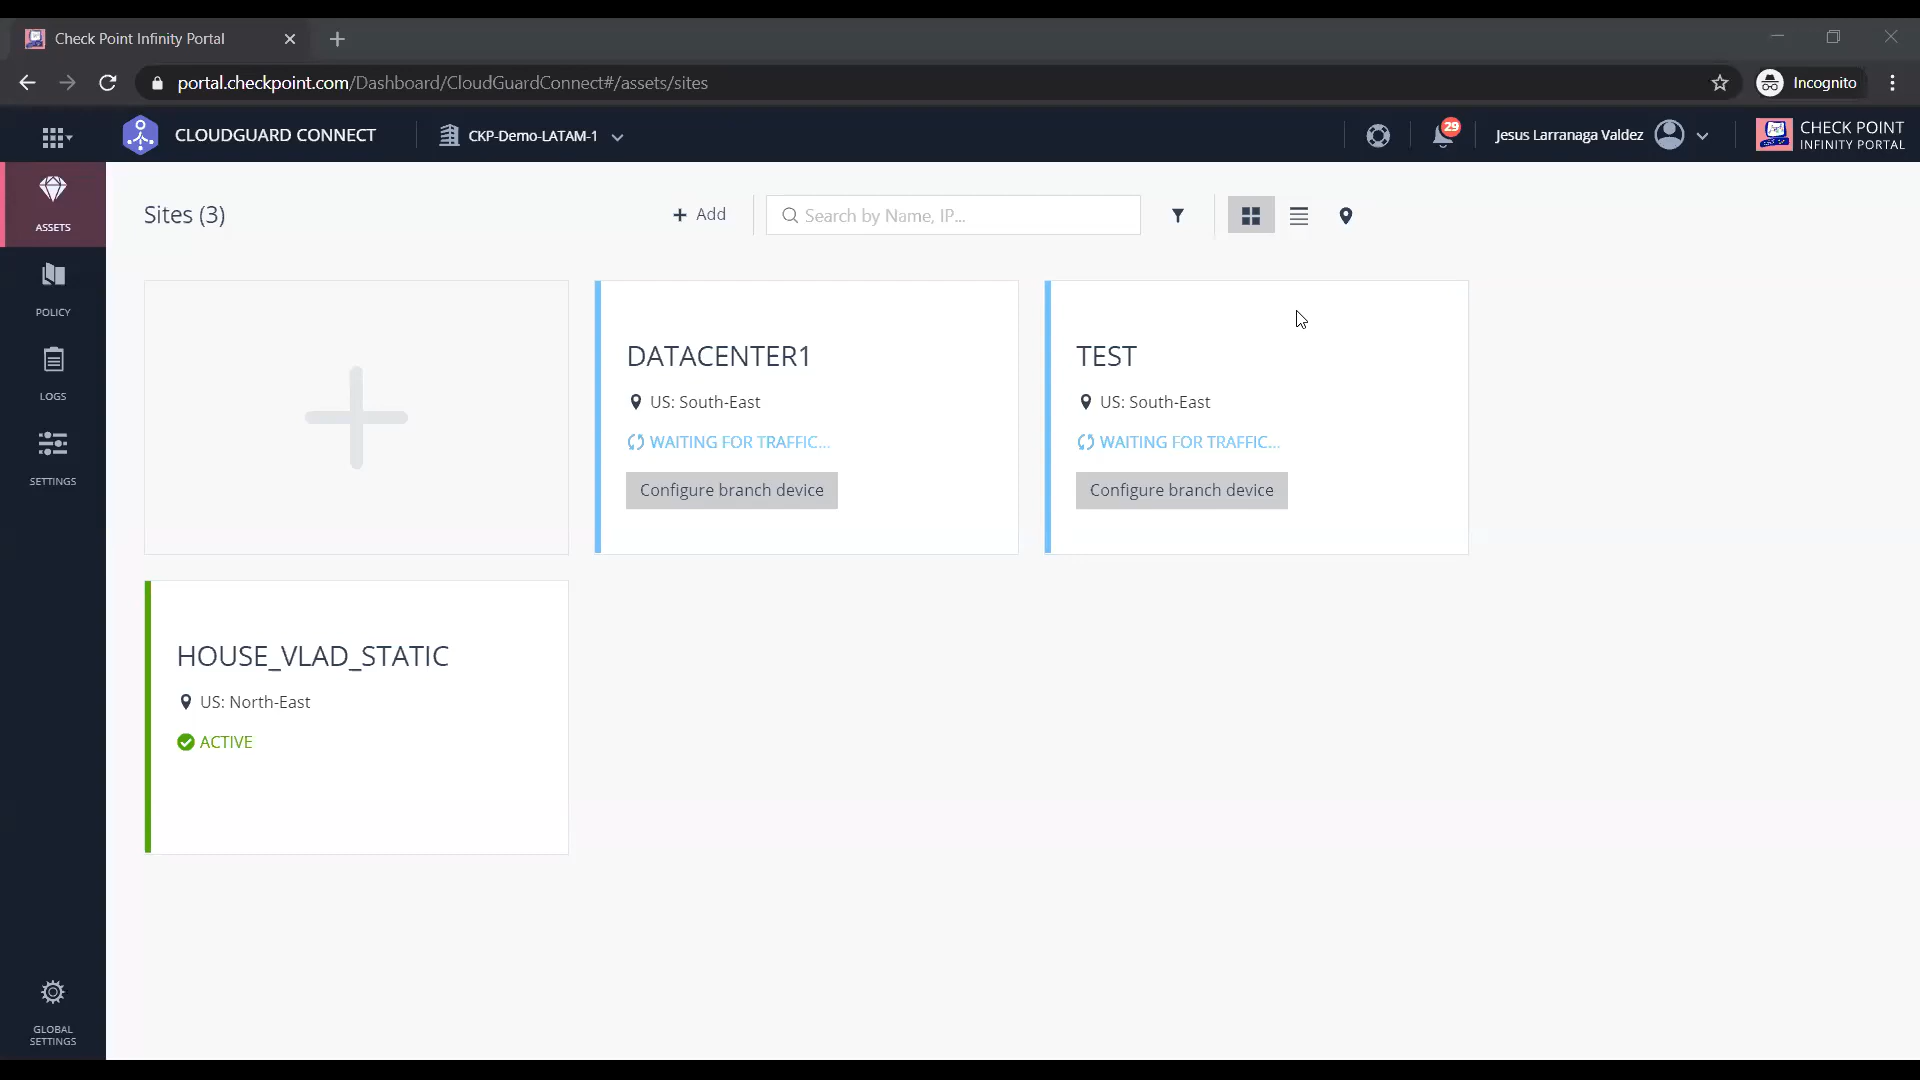 Check Point Infinity Portal
portal.checkpoint.com/Dashboard/CloudGuardConnect#/assets/sites
Incognito
CLOUDGUARD CONNECT
CKP-Demo-LATAM-1
29
Jesus Larranaga Valdez
CHECK POINT
INFINITY PORTAL
ASSETS
POLICY
LOGS
SETTINGS
GLOBAL
SETTINGS
Sites (3)
+ Add
Search by Name, IP...
DATACENTER1
US: South-East
WAITING FOR TRAFFIC...
Configure branch device
TEST
US: South-East
WAITING FOR TRAFFIC...
Configure branch device
HOUSE_VLAD_STATIC
US: North-East
ACTIVE